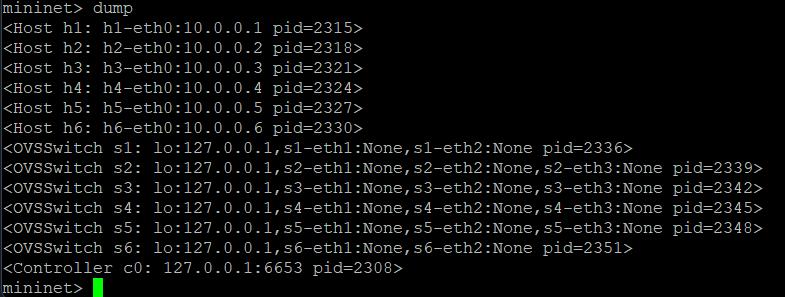 mininet> dump
<Host h1: h1-eth0:10.0.0.1 pid=2315>
<Host h2: h2-eth0:10.0.0.2 pid=2318>
<Host h3: h3-eth0:10.0.0.3 pid=2321>
<Host h4: h4-eth0:10.0.0.4 pid=2324>
<Host h5: h5-eth0:10.0.0.5 pid=2327>
<Host h6: h6-eth0:10.0.0.6 pid=2330>
<OVSSwitch s1: lo:127.0.0.1,s1-eth1:None,s1-eth2:None pid=2336>
<OVSSwitch s2: lo:127.0.0.1,s2-eth1:None,s2-eth2:None,s2-eth3:None pid=2339>
<OVSSwitch s3: lo:127.0.0.1,s3-eth1:None,s3-eth2:None,s3-eth3:None pid=2342>
<OVSSwitch s4: lo:127.0.0.1,s4-eth1:None,s4-eth2:None,s4-eth3:None pid=2345>
<OVSSwitch s5: lo:127.0.0.1,s5-eth1:None,s5-eth2:None,s5-eth3:None pid=2348>
<OVSSwitch s6: lo:127.0.0.1,s6-eth1:None,s6-eth2:None pid=2351>
<Controller c0: 127.0.0.1:6653 pid=2308>
mininet>